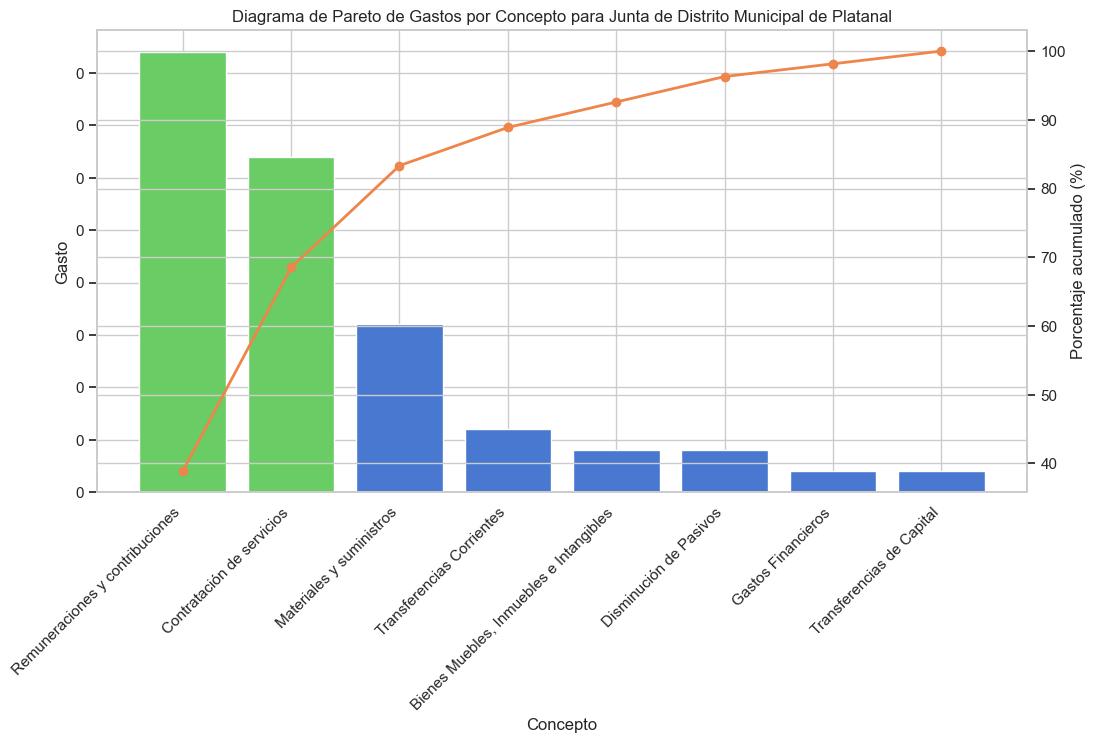 Diagrama de Pareto de Gastos por Concepto para Junta de Distrito Municipal de Platanal
Gasto
0
0
0
0
0
0
0
0
0
100
90
80
70
60
50
40
Porcentaje acumulado (%)
Remuneraciones y contribuciones
Contratación de servicios
Materiales y suministros
Transferencias Corrientes
Bienes Muebles, Inmuebles e Intangibles
Disminución de Pasivos
Gastos Financieros
Transferencias de Capital
Concepto